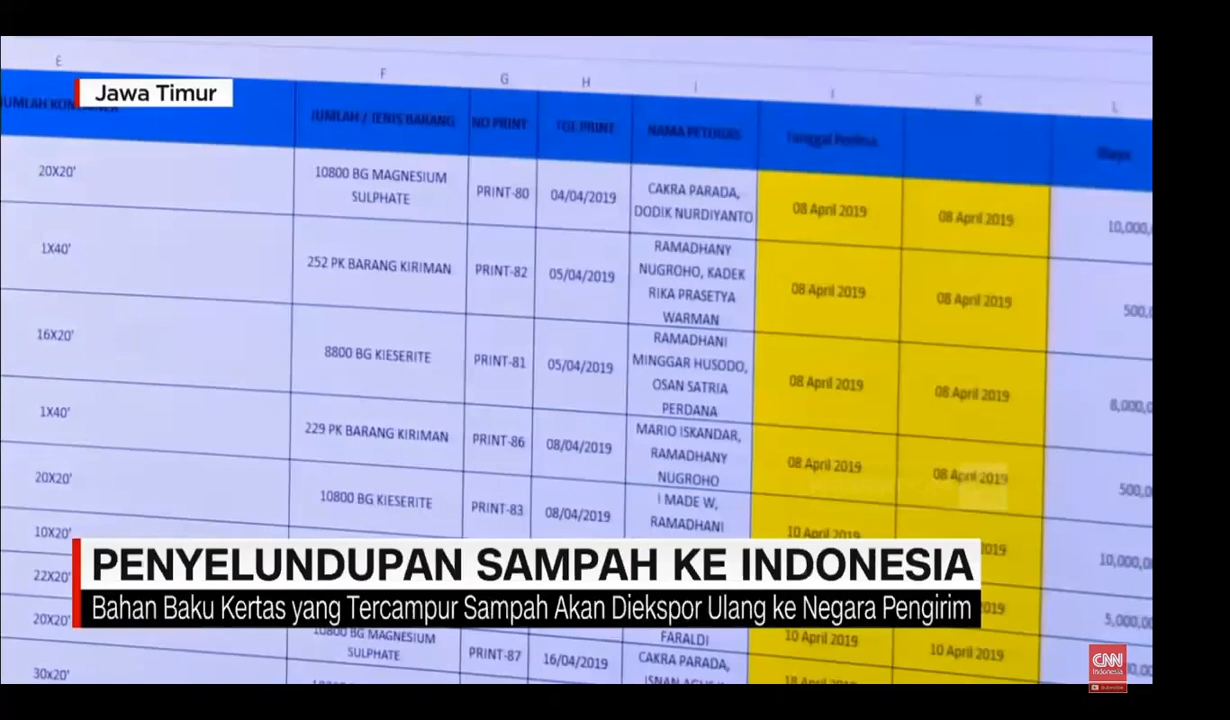 E F G H I J K L
Jawa Timur
JUMLAH / JENIS BARANG
NO PRINT
TGL PRINT
NAMA PETUGAS
Tanggal
Biaya
20X20'
10800 BG MAGNESIUM
SULPHATE
PRINT-80
04/04/2019
CAKRA PARADA,
DODIK NURDIYANTO
08 April 2019
08 April 2019
1X40'
252 PK BARANG KIRIMAN
PRINT-82
05/04/2019
RAMADHANY
NUGROHO, KADEK
RIKA PRASETYA
WARMAN
08 April 2019
08 April 2019
16X20'
8800 BG KIESERITE
PRINT-81
05/04/2019
RAMADHANI
MINGGAR HUSODO,
OSAN SATRIA
PERDANA
08 April 2019
08 April 2019
1X40'
229 PK BARANG KIRIMAN
PRINT-86
08/04/2019
MARIO ISKANDAR,
RAMADHANY
NUGROHO
08 April 2019
08 April 2019
20X20'
10800 BG KIESERITE
PRINT-83
08/04/2019
I MADE W,
RAMADHANI
10 April 2019
10X20'
22X20'
PENYELUNDUPAN SAMPAH KE INDONESIA
Bahan Baku Kertas yang Tercampur Sampah Akan Diekspor Ulang ke Negara Pengirim
20X20'
10800 BG MAGNESIUM
SULPHATE
PRINT-87
16/04/2019
FARALDI
CAKRA PARADA,
10 April 2019
10 April 2019
30X20'
CNN
Indonesia